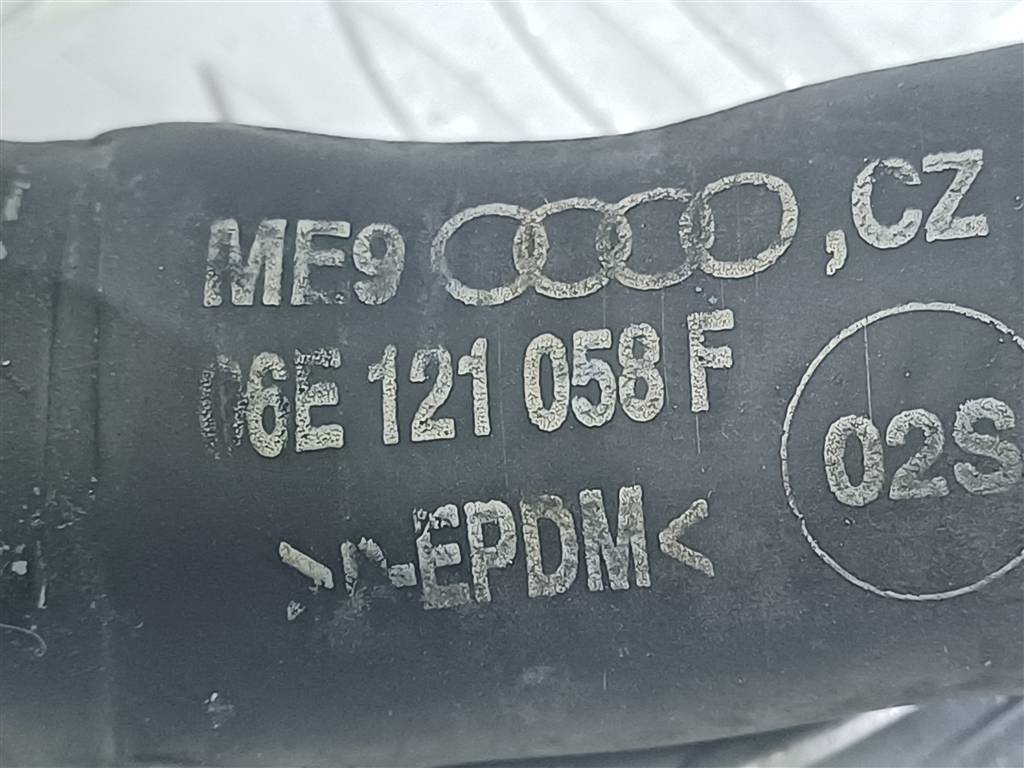 ME9 ,CZ
06E 121 058 F
02S
>p-EPDM<